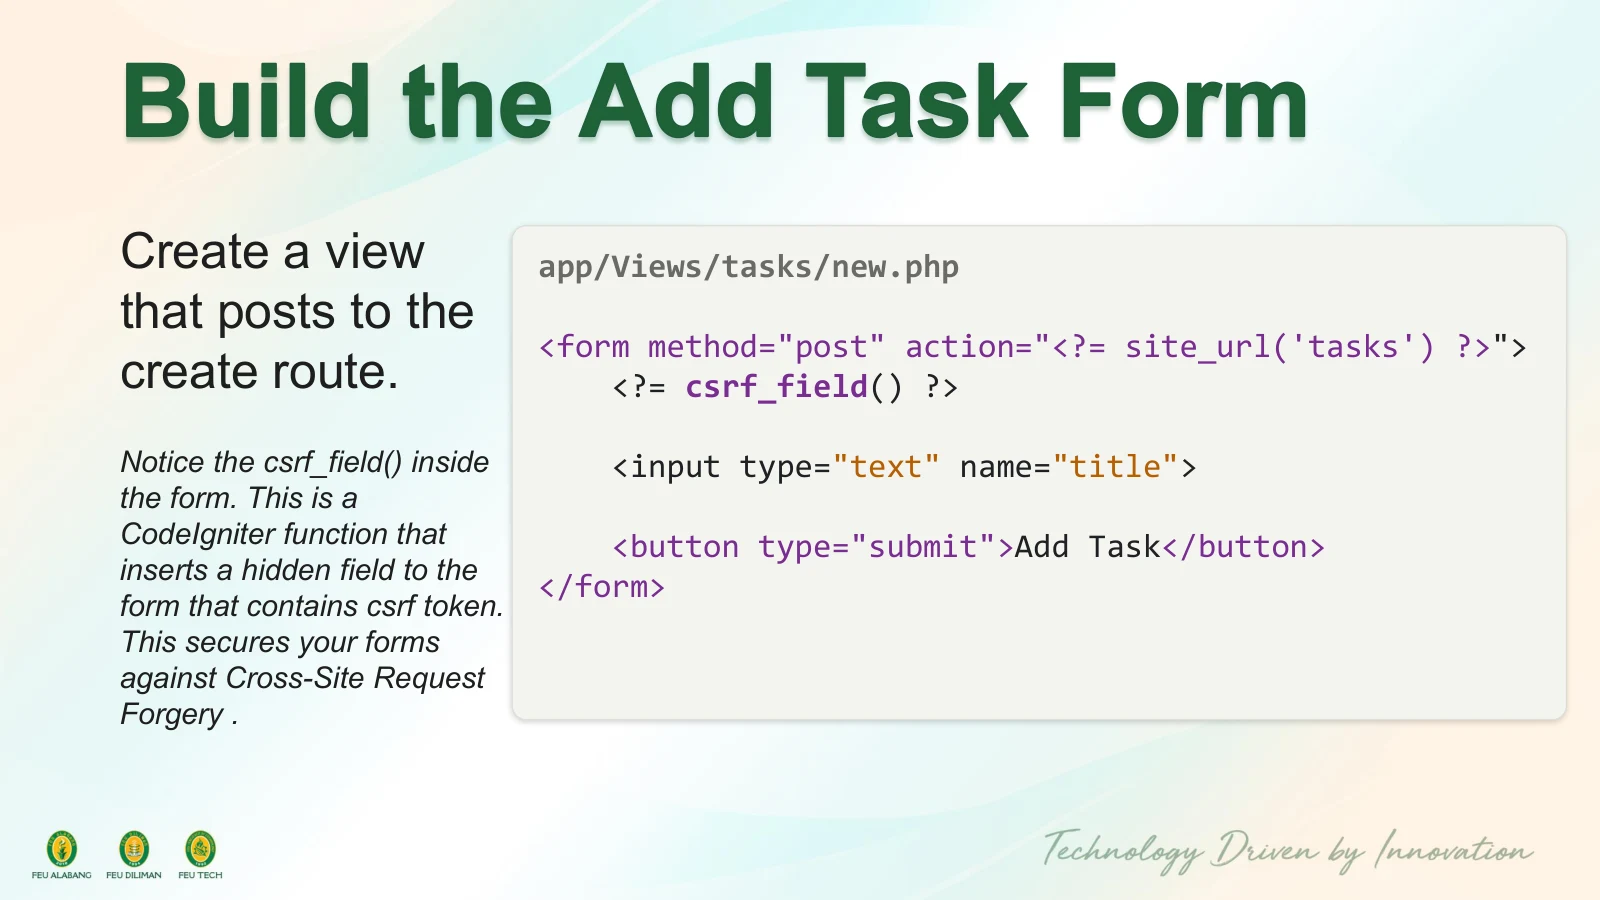 Build the Add Task Form
Create a view
that posts to the
create route.
Notice the csrf_field() inside
the form. This is a
CodeIgniter function that
inserts a hidden field to the
form that contains csrf token.
This secures your forms
against Cross-Site Request
Forgery .
app/Views/tasks/new.php
<form method="post" action="<?= site_url('tasks') ?>">
    <?= csrf_field() ?>
    <input type="text" name="title">
    <button type="submit">Add Task</button>
</form>
FEU ALABANG
FEU DILIMAN
FEU TECH
Technology Driven by Innovation